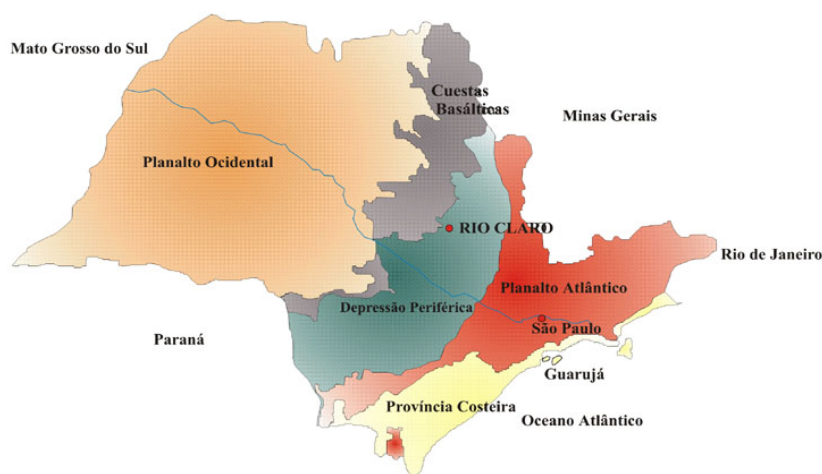 Mato Grosso do Sul
Cuestas
Basálticas
Minas Gerais
Planalto Ocidental
RIO CLARO
Rio de Janeiro
Planalto Atlântico
Depressão Periférica
São Paulo
Paraná
Guarujá
Província Costeira
Oceano Atlântico